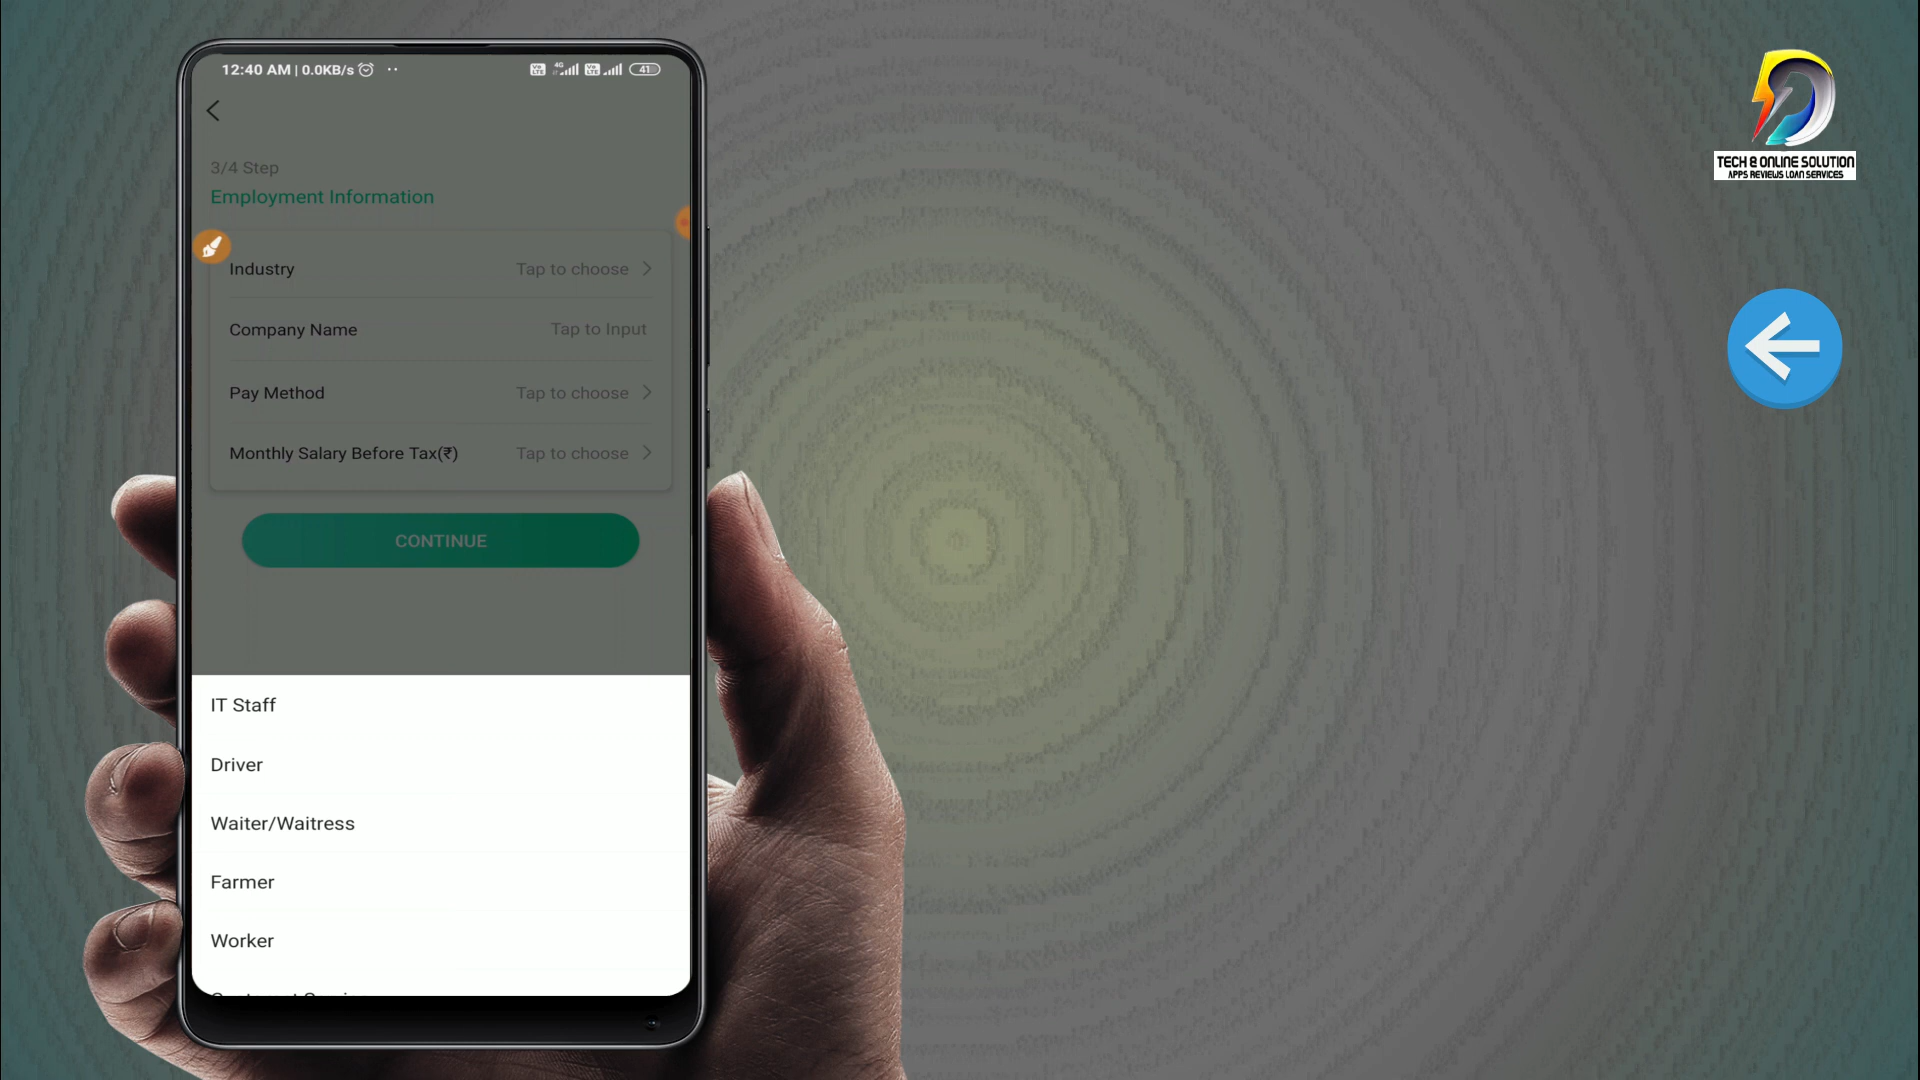 12:40 AM | 0.0KB/s
4G
41
3/4 Step
Employment Information
Industry Tap to choose
Company Name Tap to Input
Pay Method Tap to choose
Monthly Salary Before Tax(₹) Tap to choose
CONTINUE
IT Staff
Driver
Waiter/Waitress
Farmer
Worker
TECH & ONLINE SOLUTION
APPS REVIEWS LOAN SERVICES